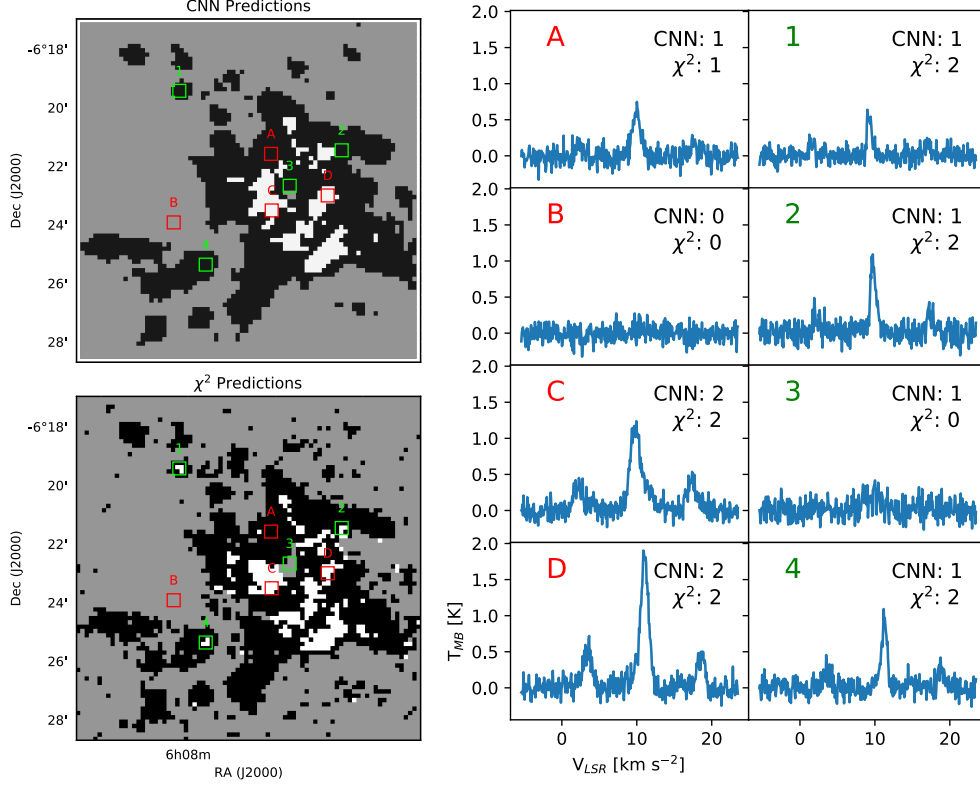 CNN Predictions
-6°18'
20'
22'
24'
26'
28'
Dec (J2000)
1
2
A
3
C
D
B
4
χ² Predictions
-6°18'
20'
22'
24'
26'
28'
Dec (J2000)
1
2
A
3
C
D
B
4
6h08m
RA (J2000)
2.0
1.5
1.0
0.5
0.0
A
CNN: 1
χ²: 1
1
CNN: 1
χ²: 2
2.0
1.5
1.0
0.5
0.0
B
CNN: 0
χ²: 0
2
CNN: 1
χ²: 2
2.0
1.5
1.0
0.5
0.0
C
CNN: 2
χ²: 2
3
CNN: 1
χ²: 0
2.0
1.5
1.0
0.5
0.0
T_MB [K]
D
CNN: 2
χ²: 2
4
CNN: 1
χ²: 2
0 10 20
0 10 20
V_LSR [km s⁻²]